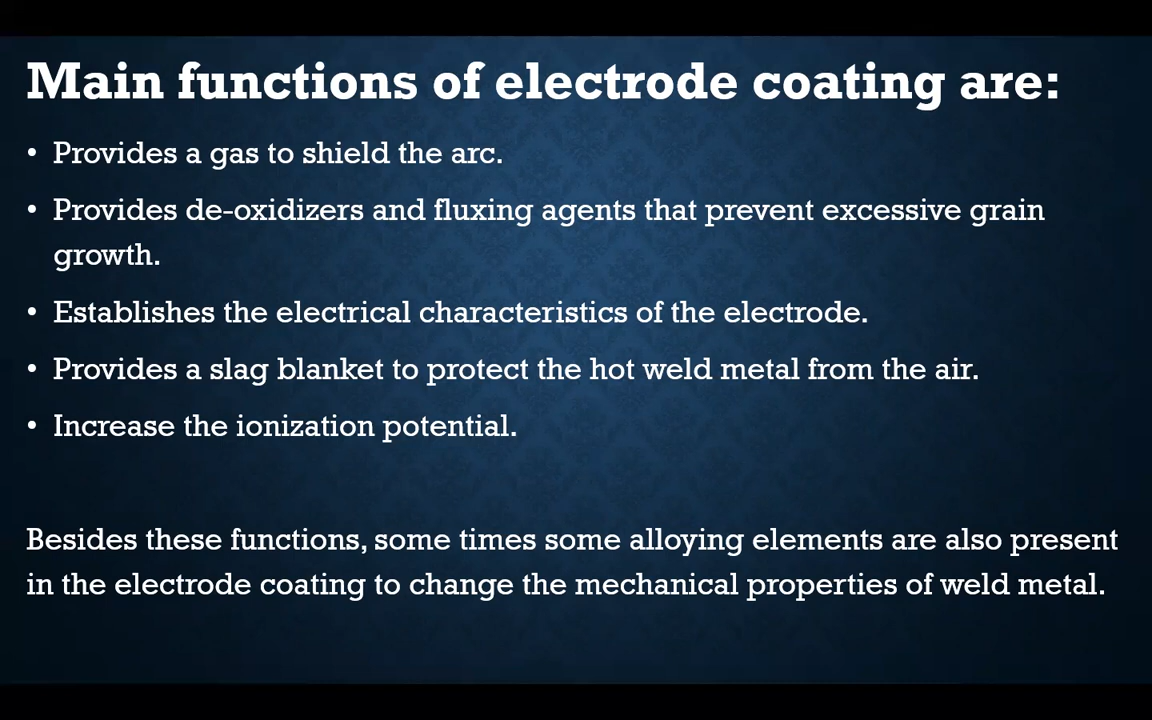 Main functions of electrode coating are:
• Provides a gas to shield the arc.
• Provides de-oxidizers and fluxing agents that prevent excessive grain
growth.
• Establishes the electrical characteristics of the electrode.
• Provides a slag blanket to protect the hot weld metal from the air.
• Increase the ionization potential.
Besides these functions, some times some alloying elements are also present
in the electrode coating to change the mechanical properties of weld metal.